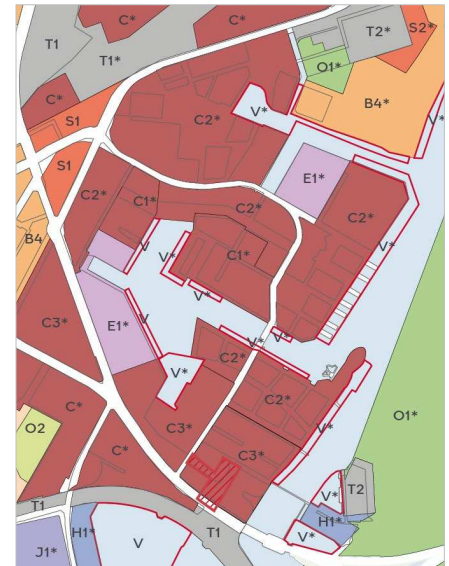 C*
C*
T2*
S2*
T1
T1*
O1*
C*
B4*
V*
V*
S1
C2*
S1
E1*
C2*
C1*
C2*
C2*
B4
V
V*
C1*
V*
V*
E1*
V
C3*
V*
V*
C2*
V*
C*
C2*
O1*
O2
V*
C*
C3*
C3*
T2
V*
T1
H1*
T1
H1*
V
V*
J1*